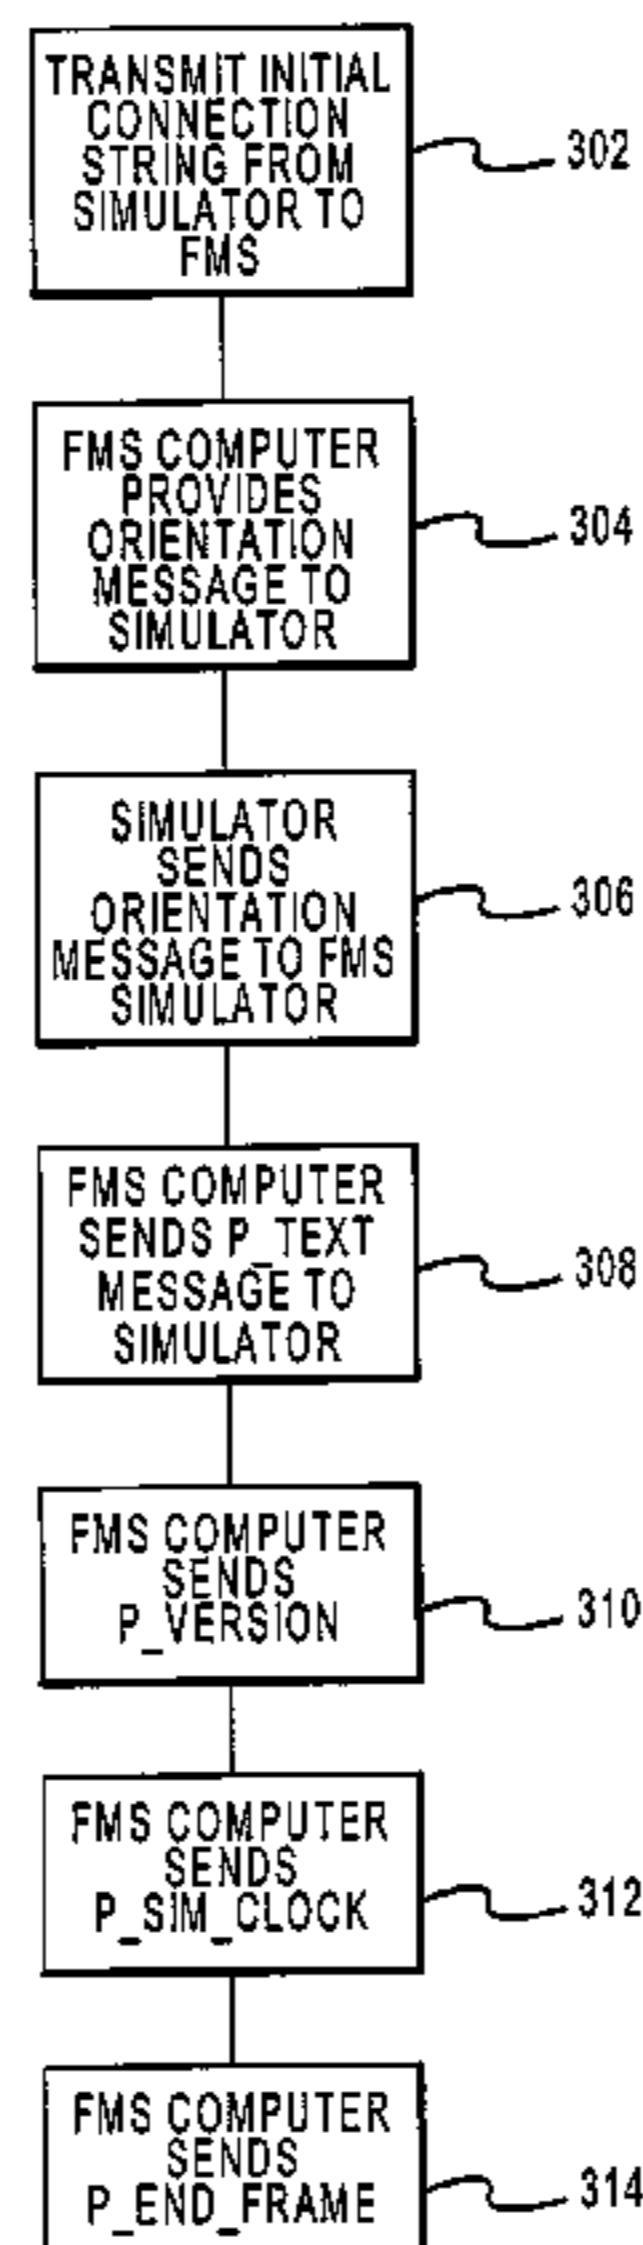 TRANSMIT INITIAL
CONNECTION
STRING FROM
SIMULATOR TO
FMS
302
FMS COMPUTER
PROVIDES
ORIENTATION
MESSAGE TO
SIMULATOR
304
SIMULATOR
SENDS
ORIENTATION
MESSAGE TO FMS
SIMULATOR
306
FMS COMPUTER
SENDS P_TEXT
MESSAGE TO
SIMULATOR
308
FMS COMPUTER
SENDS
P_VERSION
310
FMS COMPUTER
SENDS
P_SIM_CLOCK
312
FMS COMPUTER
SENDS
P_END_FRAME
314